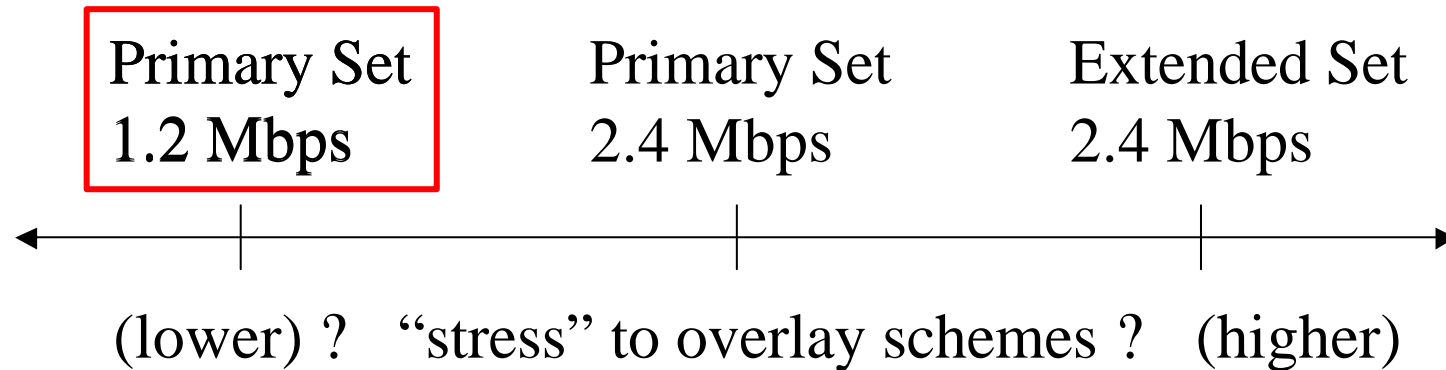 Primary Set
1.2 Mbps
Primary Set
2.4 Mbps
Extended Set
2.4 Mbps
(lower) ? “stress” to overlay schemes ? (higher)